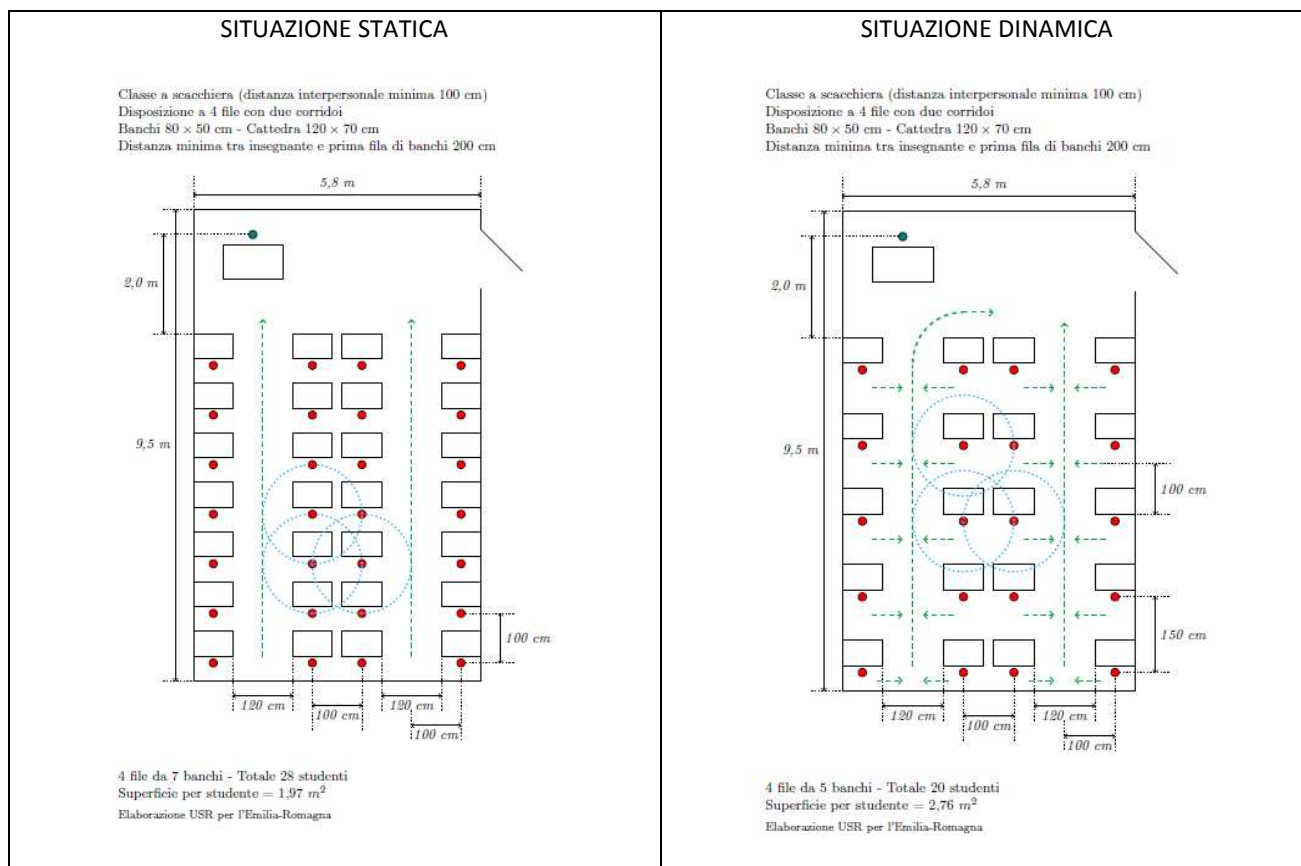 SITUAZIONE STATICA
Classe a scacchiera (distanza interpersonale minima 100 cm)
Disposizione a 4 file con due corridoi
Banchi 80 × 50 cm - Cattedra 120 × 70 cm
Distanza minima tra insegnante e prima fila di banchi 200 cm
5,8 m
2,0 m
9,5 m
100 cm
120 cm
100 cm
120 cm
100 cm
4 file da 7 banchi - Totale 28 studenti
Superficie per studente = 1,97 m²
Elaborazione USR per l'Emilia-Romagna
SITUAZIONE DINAMICA
Classe a scacchiera (distanza interpersonale minima 100 cm)
Disposizione a 4 file con due corridoi
Banchi 80 × 50 cm - Cattedra 120 × 70 cm
Distanza minima tra insegnante e prima fila di banchi 200 cm
5,8 m
2,0 m
9,5 m
100 cm
150 cm
120 cm
100 cm
120 cm
100 cm
4 file da 5 banchi - Totale 20 studenti
Superficie per studente = 2,76 m²
Elaborazione USR per l'Emilia-Romagna